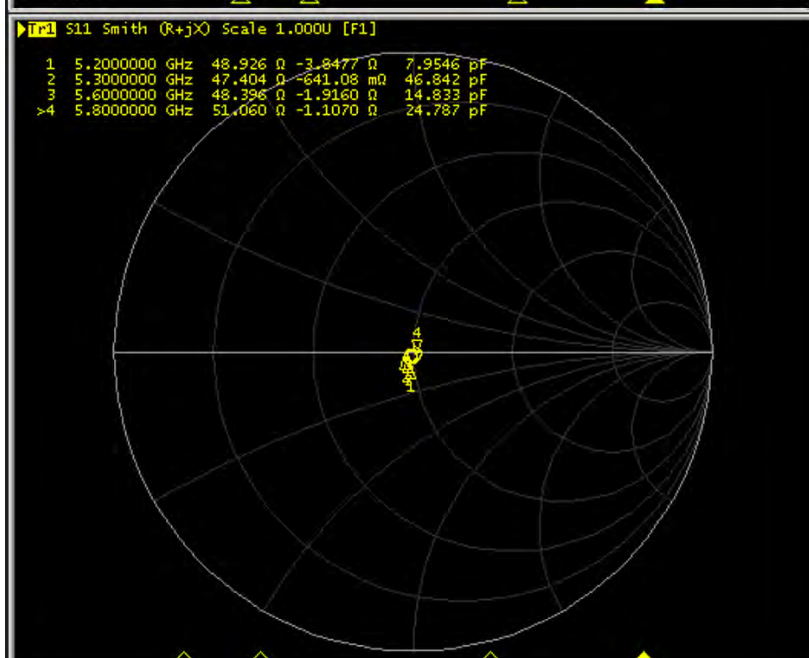 Tr1 S11 Smith (R+jX) Scale 1.000U [F1]
1 5.2000000 GHz 48.926 Ω -3.8477 Ω 7.9546 pF
2 5.3000000 GHz 47.404 Ω -641.08 mΩ 46.842 pF
3 5.6000000 GHz 48.396 Ω -1.9160 Ω 14.833 pF
>4 5.8000000 GHz 51.060 Ω -1.1070 Ω 24.787 pF
4
1